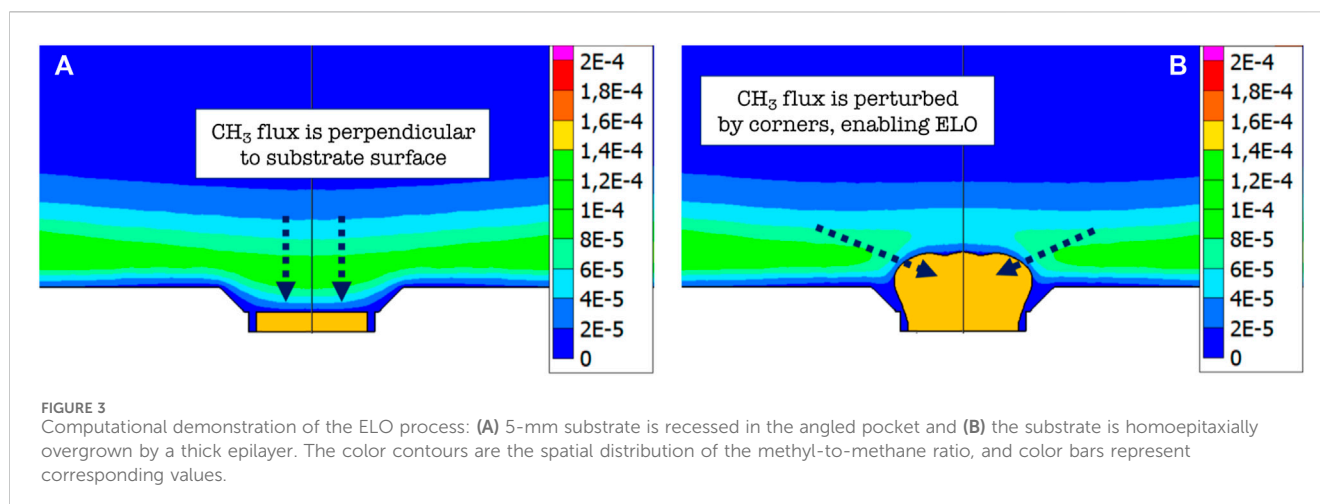 A
CH₃ flux is perpendicular
to substrate surface
2E-4
1,8E-4
1,6E-4
1,4E-4
1,2E-4
1E-4
8E-5
6E-5
4E-5
2E-5
0
B
CH₃ flux is perturbed
by corners, enabling ELO
2E-4
1,8E-4
1,6E-4
1,4E-4
1,2E-4
1E-4
8E-5
6E-5
4E-5
2E-5
0
FIGURE 3
Computational demonstration of the ELO process: (A) 5-mm substrate is recessed in the angled pocket and (B) the substrate is homoepitaxially
overgrown by a thick epilayer. The color contours are the spatial distribution of the methyl-to-methane ratio, and color bars represent
corresponding values.